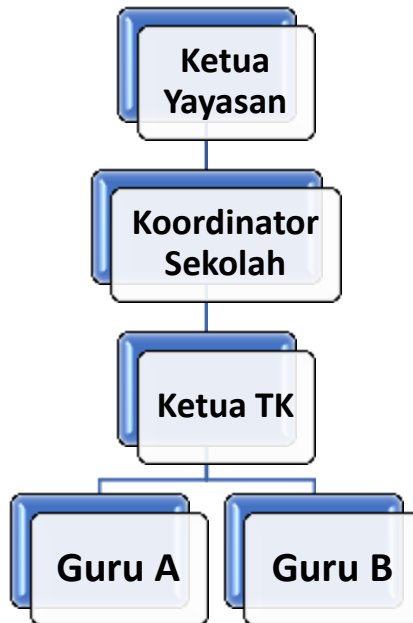 Ketua
Yayasan
Koordinator
Sekolah
Ketua TK
Guru A
Guru B